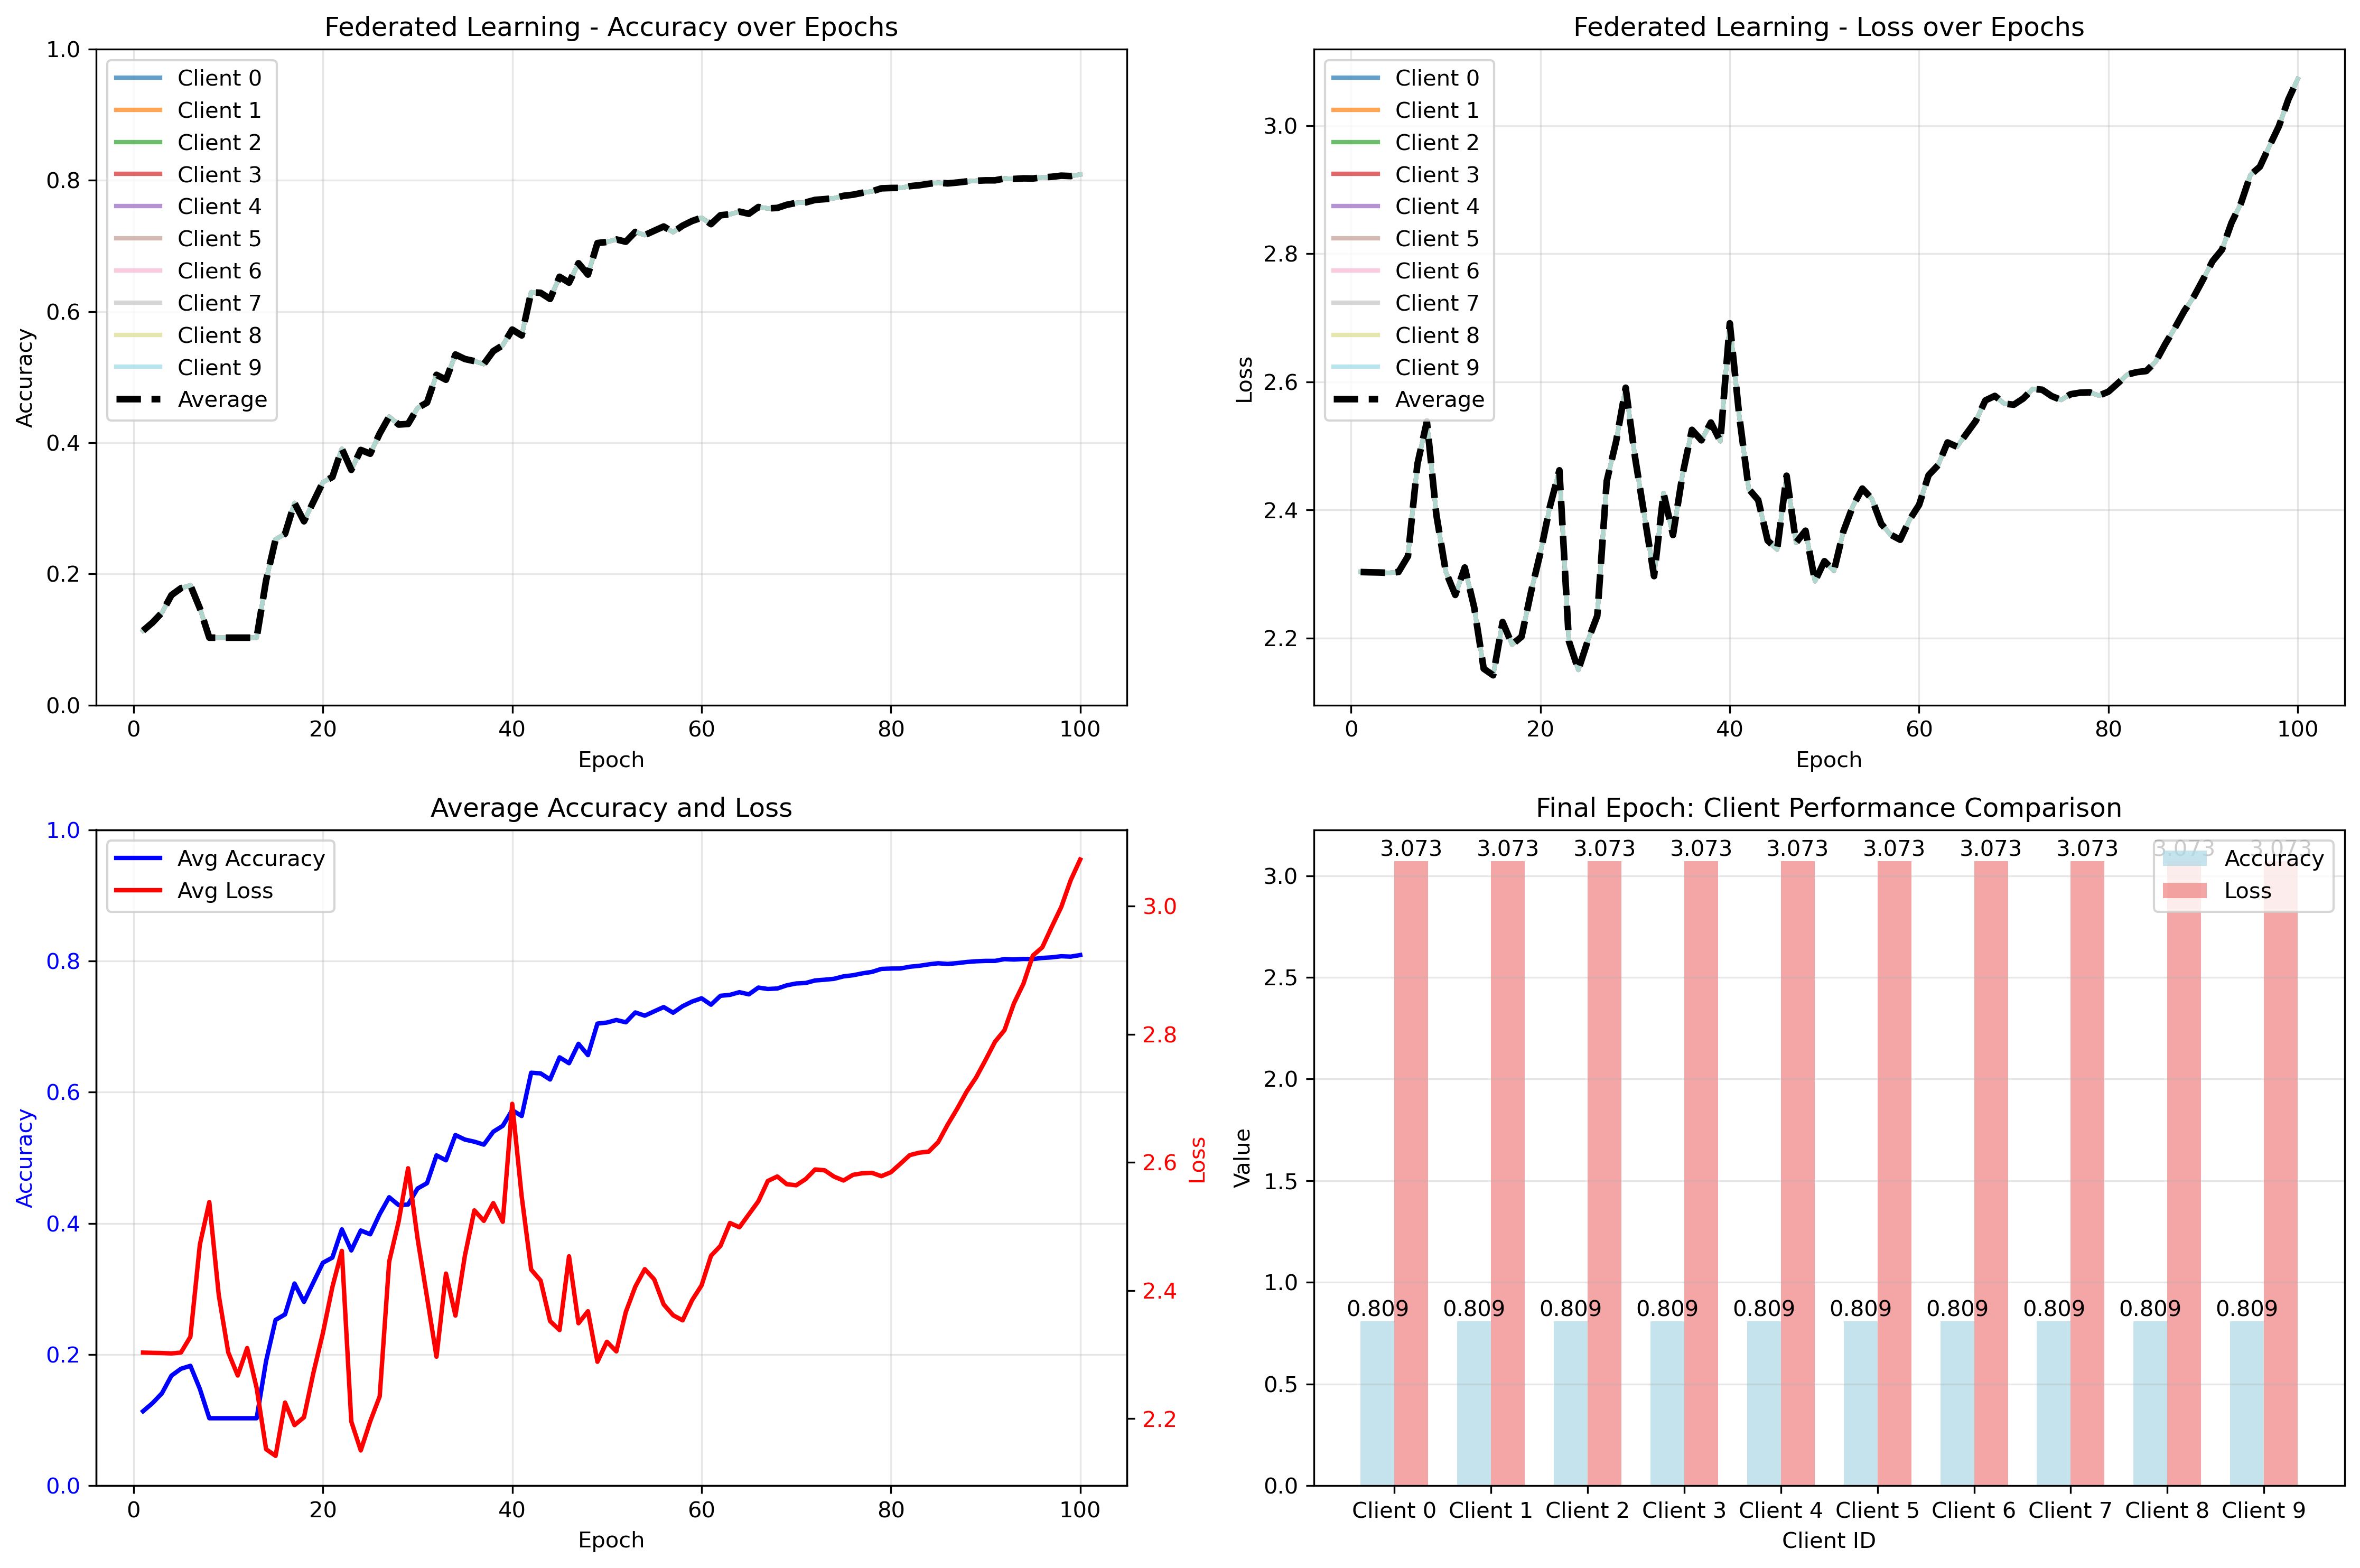 Federated Learning - Accuracy over Epochs
1.0
0.8
0.6
0.4
0.2
0.0
Accuracy
Client 0
Client 1
Client 2
Client 3
Client 4
Client 5
Client 6
Client 7
Client 8
Client 9
Average
0 20 40 60 80 100
Epoch
Federated Learning - Loss over Epochs
3.0
2.8
2.6
2.4
2.2
Loss
Client 0
Client 1
Client 2
Client 3
Client 4
Client 5
Client 6
Client 7
Client 8
Client 9
Average
0 20 40 60 80 100
Epoch
Average Accuracy and Loss
1.0
0.8
0.6
0.4
0.2
0.0
Accuracy
Avg Accuracy
Avg Loss
3.0
2.8
2.6
2.4
2.2
Loss
0 20 40 60 80 100
Epoch
Final Epoch: Client Performance Comparison
3.0
2.5
2.0
1.5
1.0
0.5
0.0
Value
3.073 3.073 3.073 3.073 3.073 3.073 3.073 3.073 3.073 3.073
Accuracy
Loss
0.809 0.809 0.809 0.809 0.809 0.809 0.809 0.809 0.809 0.809
Client 0 Client 1 Client 2 Client 3 Client 4 Client 5 Client 6 Client 7 Client 8 Client 9
Client ID